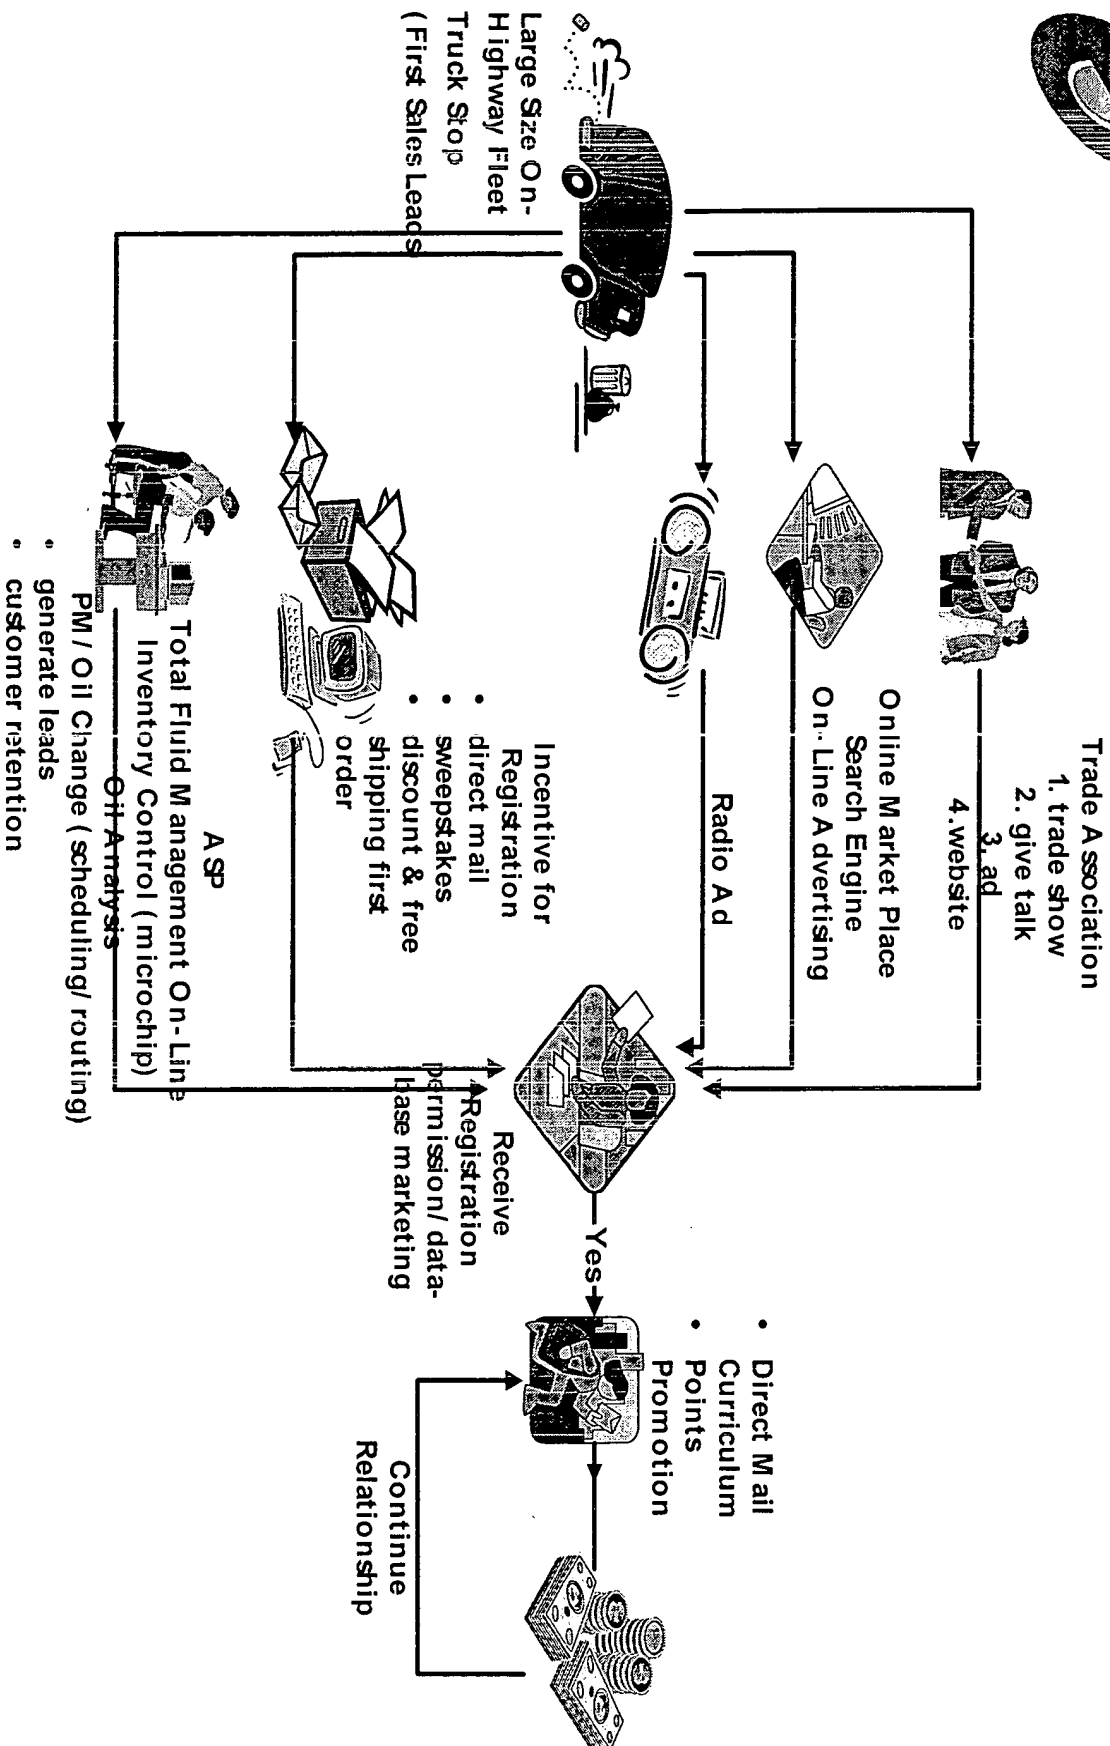 Trade Association
1. trade show
2. give talk
3. ad
4. website
Online Market Place
Search Engine
On-Line Advertising
Radio Ad
Large Size On-
Highway Fleet
Truck Stop
(First Sales Leads)
Incentive for
Registration
• direct mail
• sweepstakes
• discount & free
shipping first
order
ASP
Total Fluid Management On-Line
Inventory Control (microchip)
Oil Analysis
PM/Oil Change (scheduling/routing)
• generate leads
• customer retention
Receive
Registration
permission/data-
base marketing
Yes
• Direct Mail
Curriculum
• Points
Promotion
Continue
Relationship